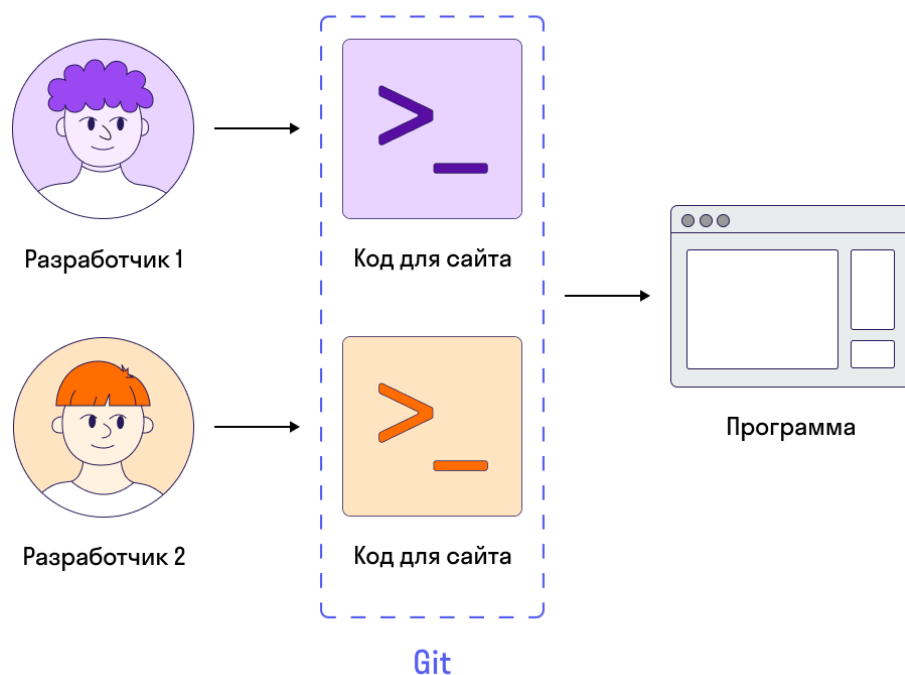 Разработчик 1
Код для сайта
Программа
Разработчик 2
Код для сайта
Git